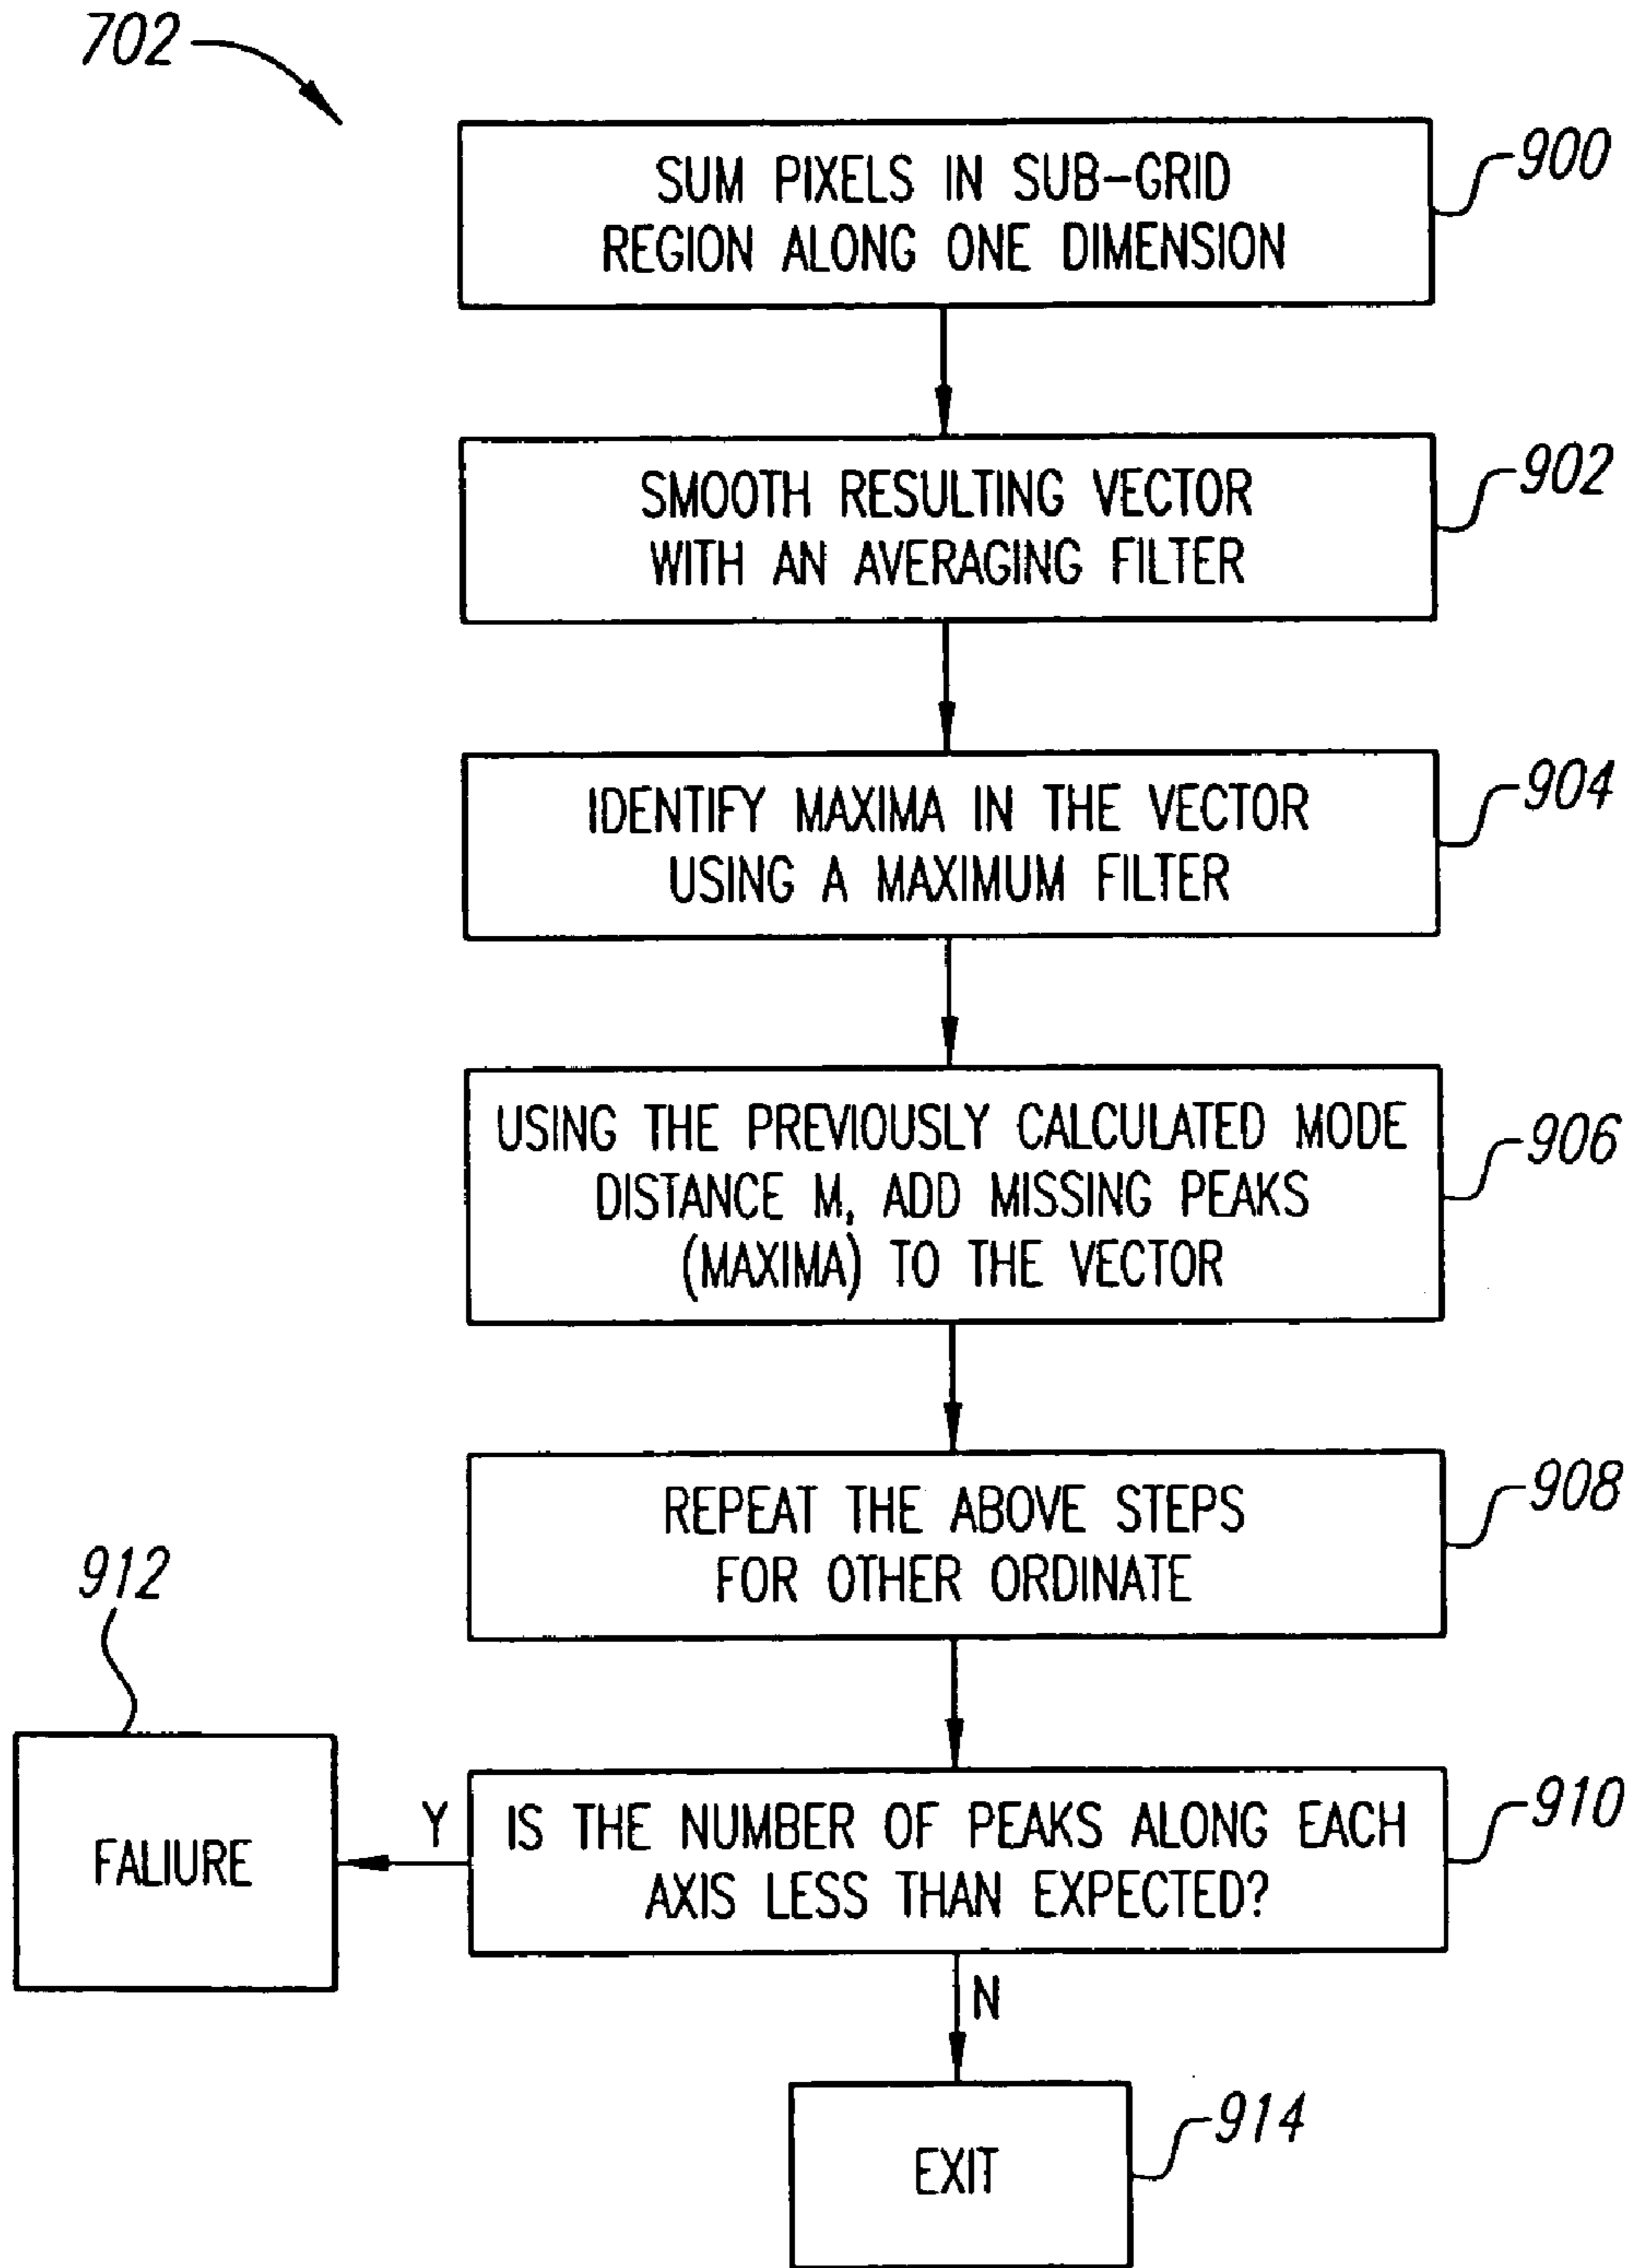 702
SUM PIXELS IN SUB-GRID
REGION ALONG ONE DIMENSION
900
SMOOTH RESULTING VECTOR
WITH AN AVERAGING FILTER
902
IDENTIFY MAXIMA IN THE VECTOR
USING A MAXIMUM FILTER
904
USING THE PREVIOUSLY CALCULATED MODE
DISTANCE M, ADD MISSING PEAKS
(MAXIMA) TO THE VECTOR
906
REPEAT THE ABOVE STEPS
FOR OTHER ORDINATE
908
912
FALIURE
Y
IS THE NUMBER OF PEAKS ALONG EACH
AXIS LESS THAN EXPECTED?
910
N
EXIT
914